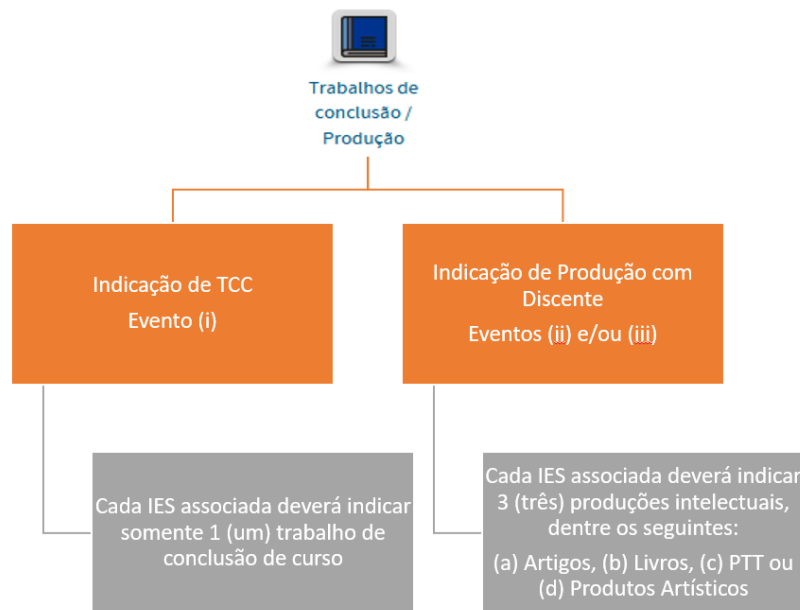 Trabalhos de
conclusão /
Produção
Indicação de TCC
Evento (i)
Indicação de Produção com
Discente
Eventos (ii) e/ou (iii)
Cada IES associada deverá indicar
somente 1 (um) trabalho de
conclusão de curso
Cada IES associada deverá indicar
3 (três) produções intelectuais,
dentre os seguintes:
(a) Artigos, (b) Livros, (c) PTT ou
(d) Produtos Artísticos